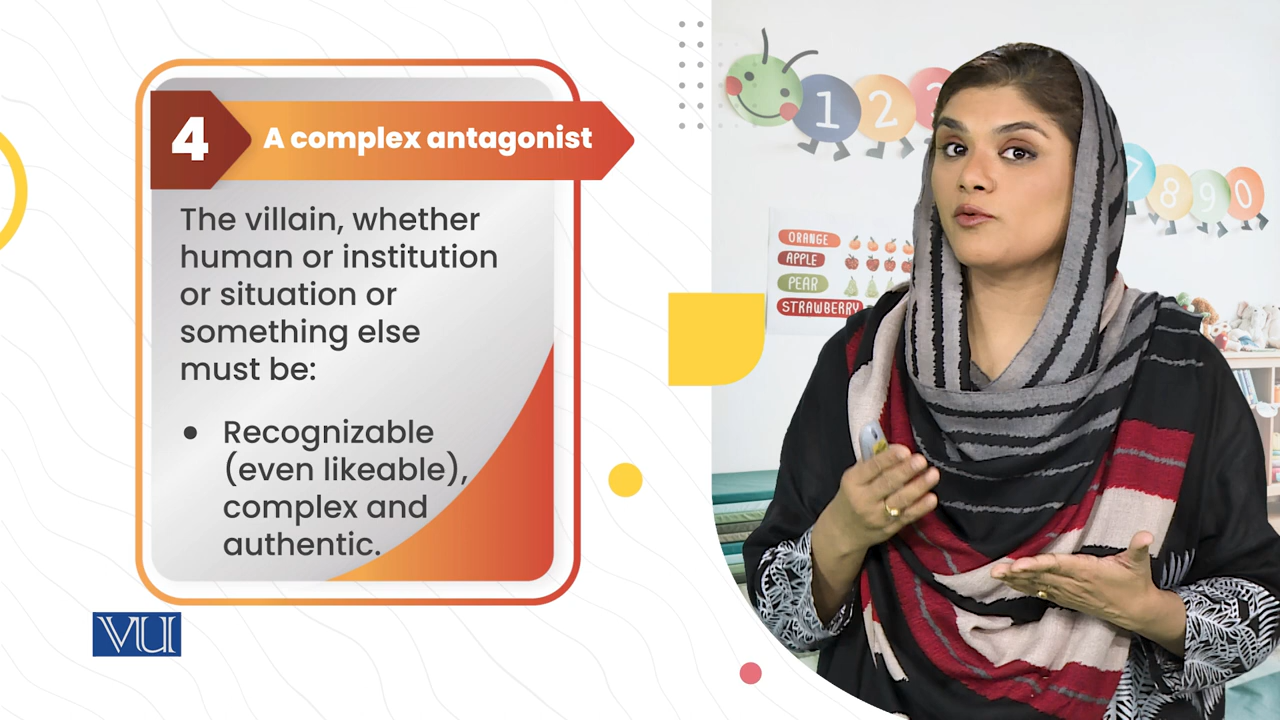 4
A complex antagonist
The villain, whether
human or institution
or situation or
something else
must be:
• Recognizable
(even likeable),
complex and
authentic.
VU
1 2 3
7 8 9 0
ORANGE
APPLE
PEAR
STRAWBERRY